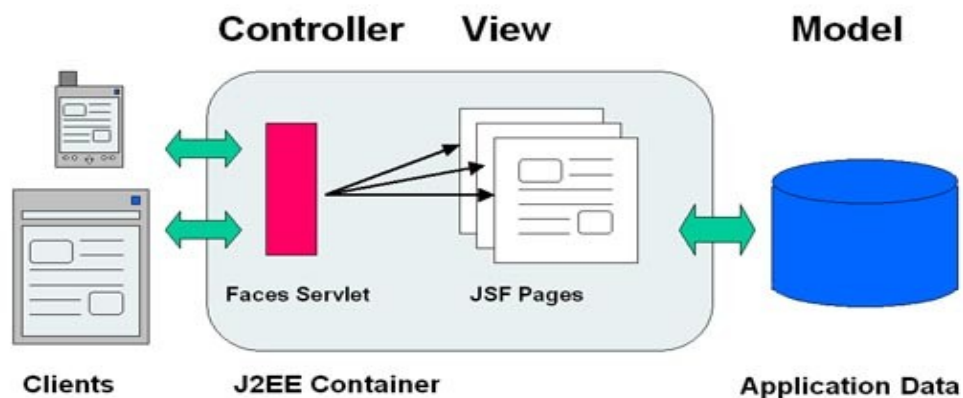 Controller View Model
Faces Servlet JSF Pages
Clients J2EE Container Application Data